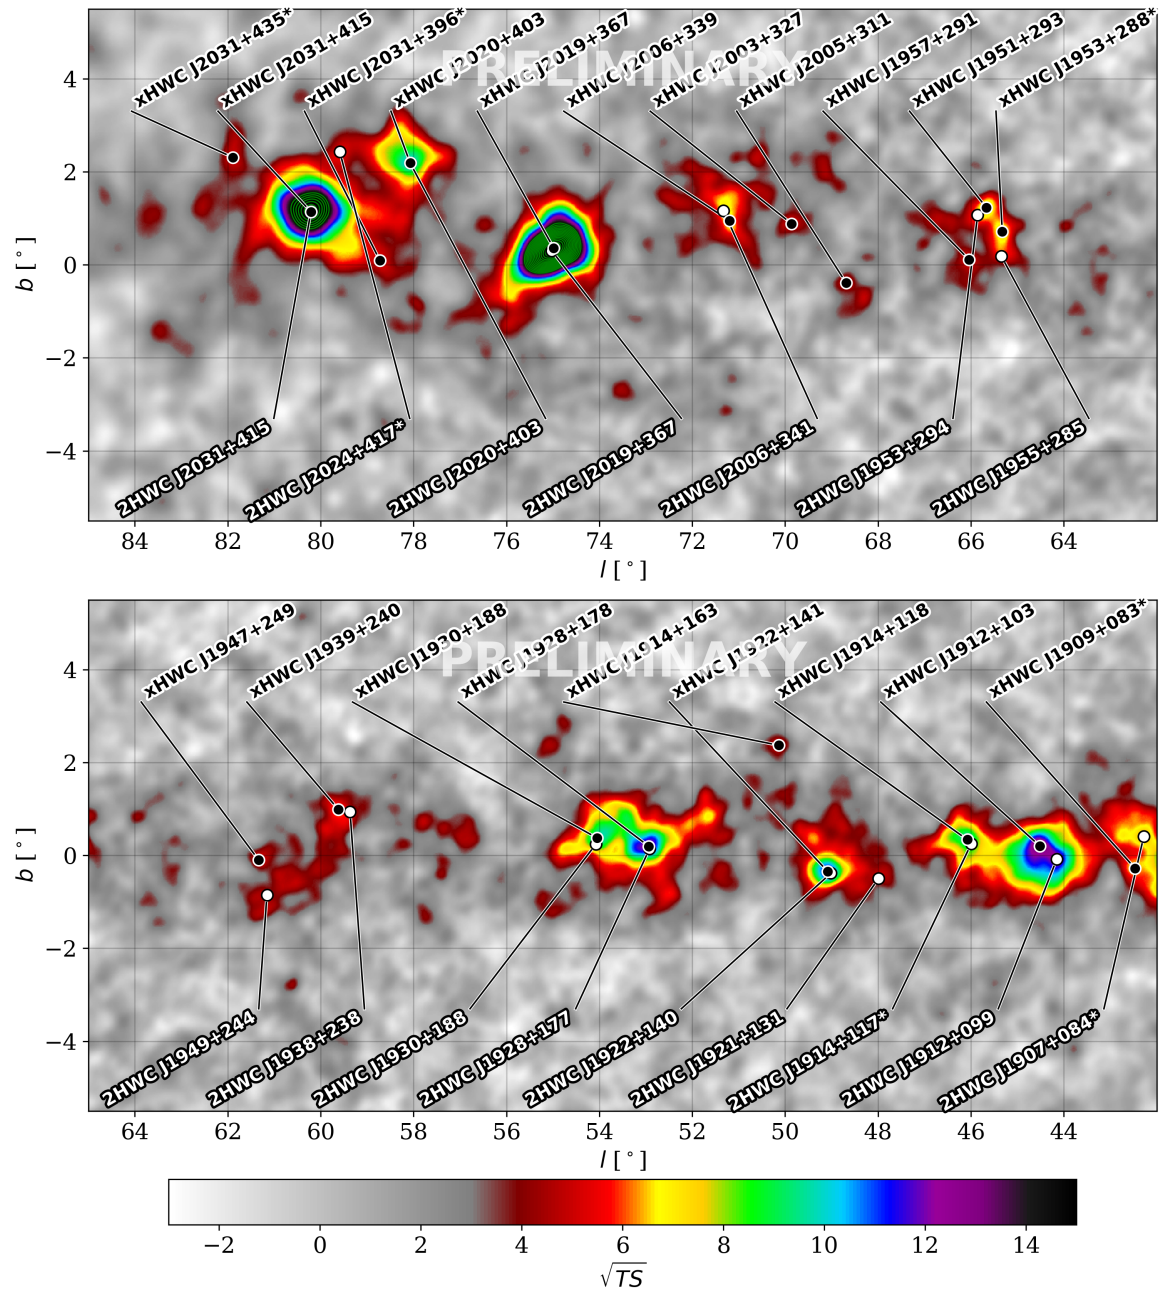 xHWC J2031+435*
xHWC J2031+415
xHWC J2031+396*
xHWC J2020+403
xHWC J2019+367
xHWC J2006+339
xHWC J2003+327
xHWC J2005+311
xHWC J1957+291
xHWC J1951+293
xHWC J1953+288*
PRELIMINARY
4
2
0
−2
−4
b [°]
2HWC J2031+415
2HWC J2024+417*
2HWC J2020+403
2HWC J2019+367
2HWC J2006+341
2HWC J1953+294
2HWC J1955+285
84 82 80 78 76 74 72 70 68 66 64
l [°]
xHWC J1947+249
xHWC J1939+240
xHWC J1930+188
xHWC J1928+178
xHWC J1914+163
xHWC J1922+141
xHWC J1914+118
xHWC J1912+103
xHWC J1909+083*
PRELIMINARY
4
2
0
−2
−4
b [°]
2HWC J1949+244
2HWC J1938+238
2HWC J1930+188
2HWC J1928+177
2HWC J1922+140
2HWC J1921+131
2HWC J1914+117*
2HWC J1912+099
2HWC J1907+084*
64 62 60 58 56 54 52 50 48 46 44
l [°]
−2 0 2 4 6 8 10 12 14
√TS